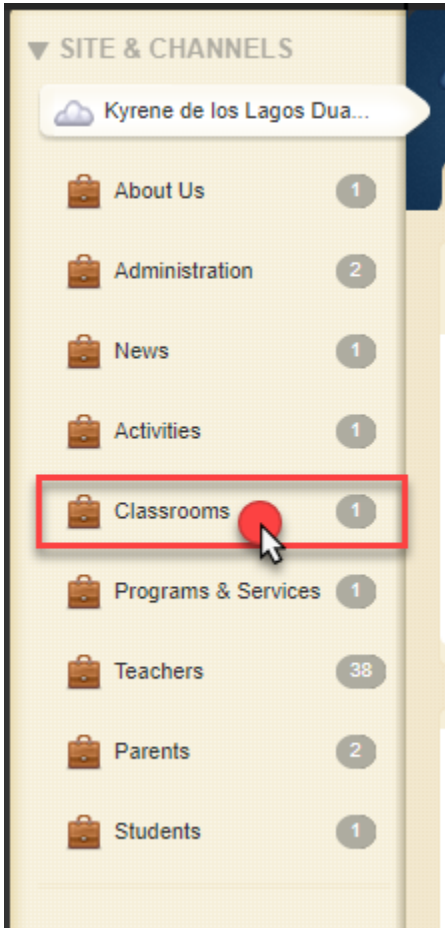 SITE & CHANNELS
Kyrene de los Lagos Dua...
About Us 1
Administration 2
News 1
Activities 1
Classrooms 1
Programs & Services 1
Teachers 38
Parents 2
Students 1